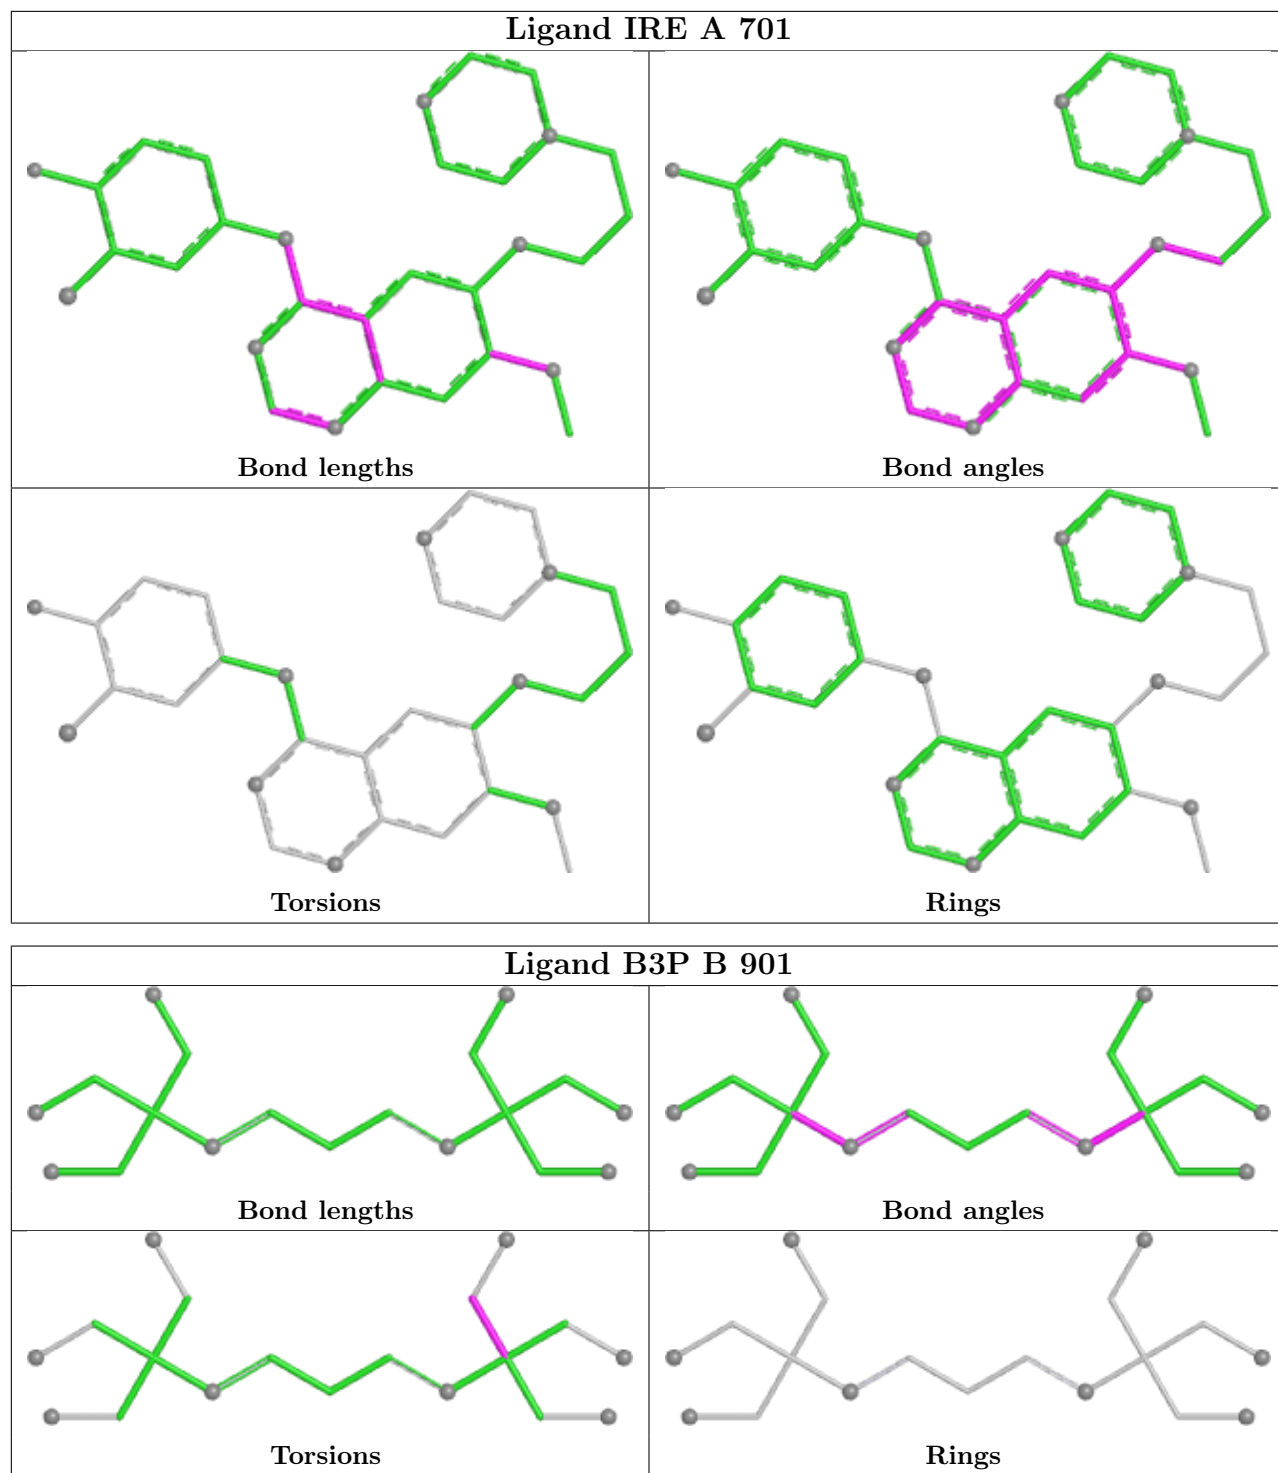 Ligand IRE A 701
Bond lengths
Bond angles
Torsions
Rings
Ligand B3P B 901
Bond lengths
Bond angles
Torsions
Rings